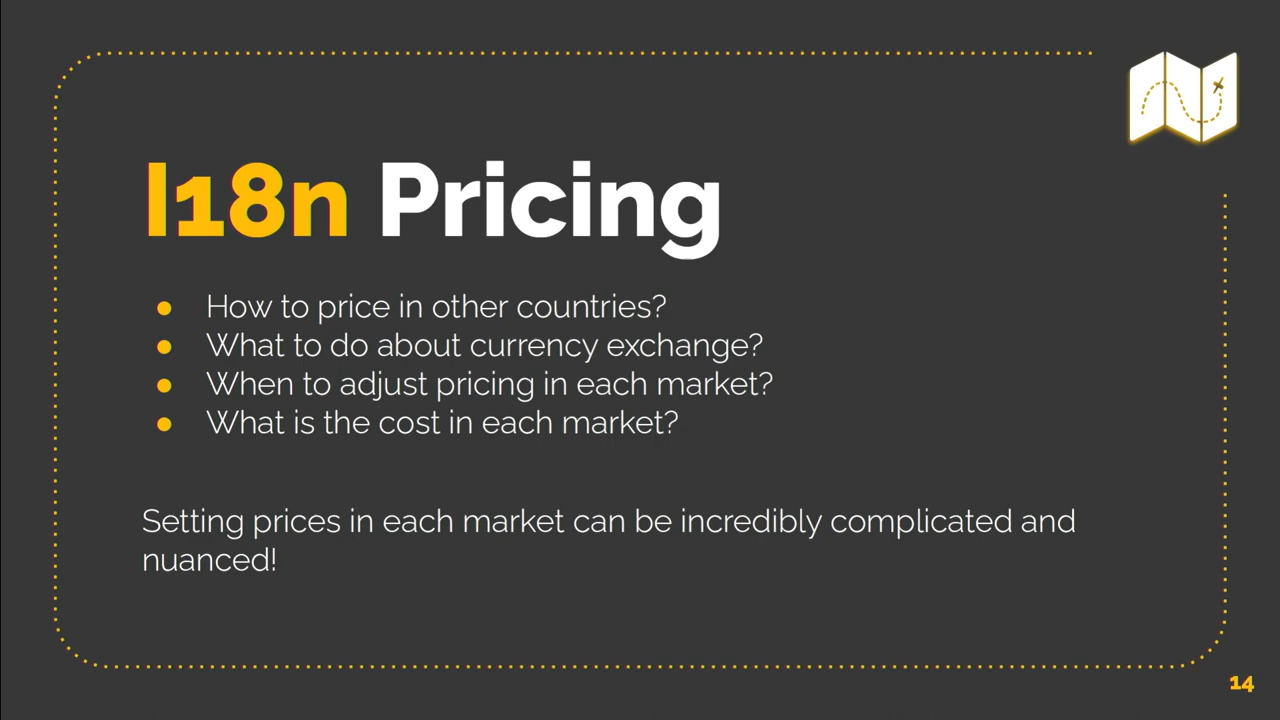 I18n Pricing
● How to price in other countries?
● What to do about currency exchange?
● When to adjust pricing in each market?
● What is the cost in each market?
Setting prices in each market can be incredibly complicated and
nuanced!
14